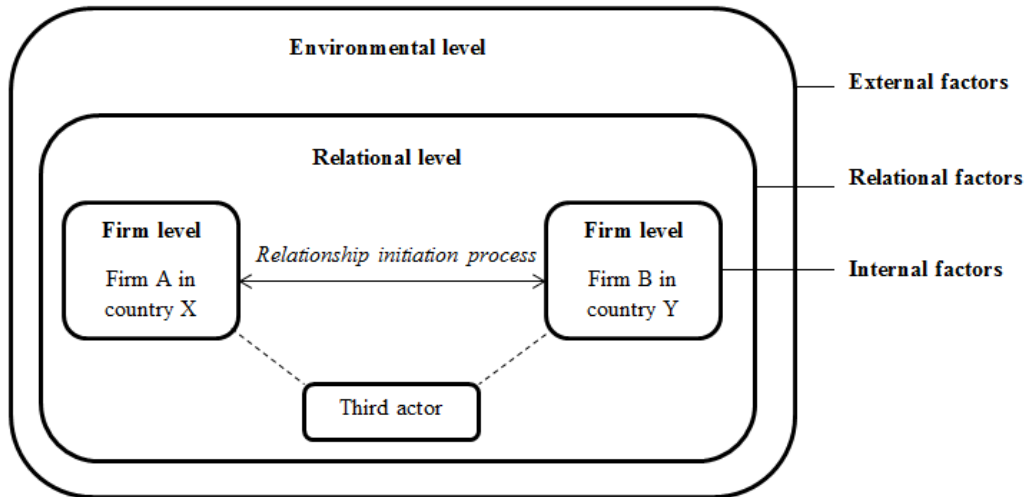 Environmental level
External factors
Relational level
Relational factors
Firm level
Firm A in
country X
Relationship initiation process
Firm level
Firm B in
country Y
Internal factors
Third actor